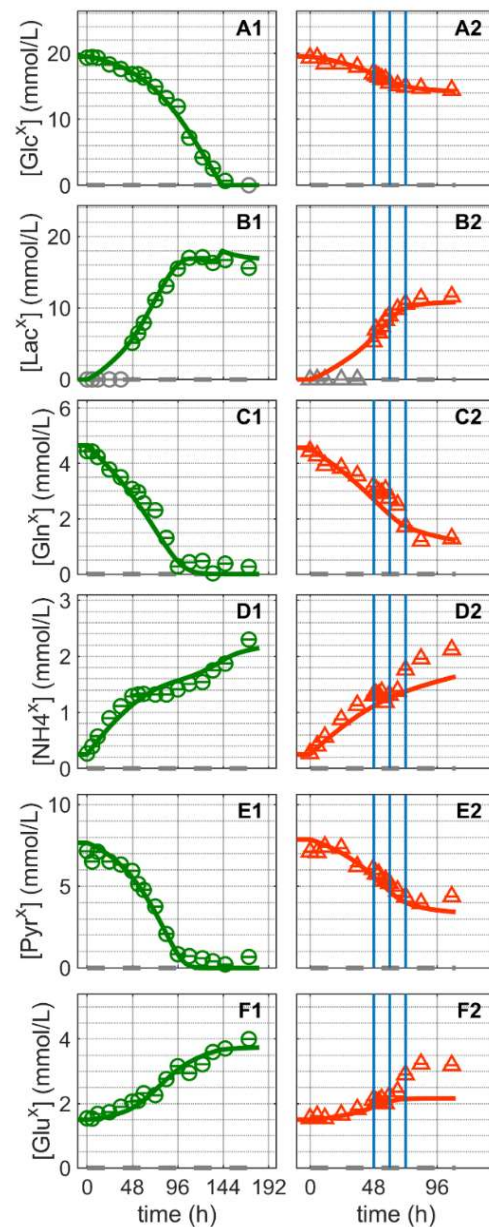 A1
A2
[Glc^x] (mmol/L)
20
10
0
B1
B2
[Lac^x] (mmol/L)
20
10
0
C1
C2
[Gln^x] (mmol/L)
6
4
2
0
D1
D2
[NH4^x] (mmol/L)
3
2
1
0
E1
E2
[Pyr^x] (mmol/L)
10
5
0
F1
F2
[Glu^x] (mmol/L)
4
2
0
0 48 96 144 192
0 48 96
time (h)
time (h)